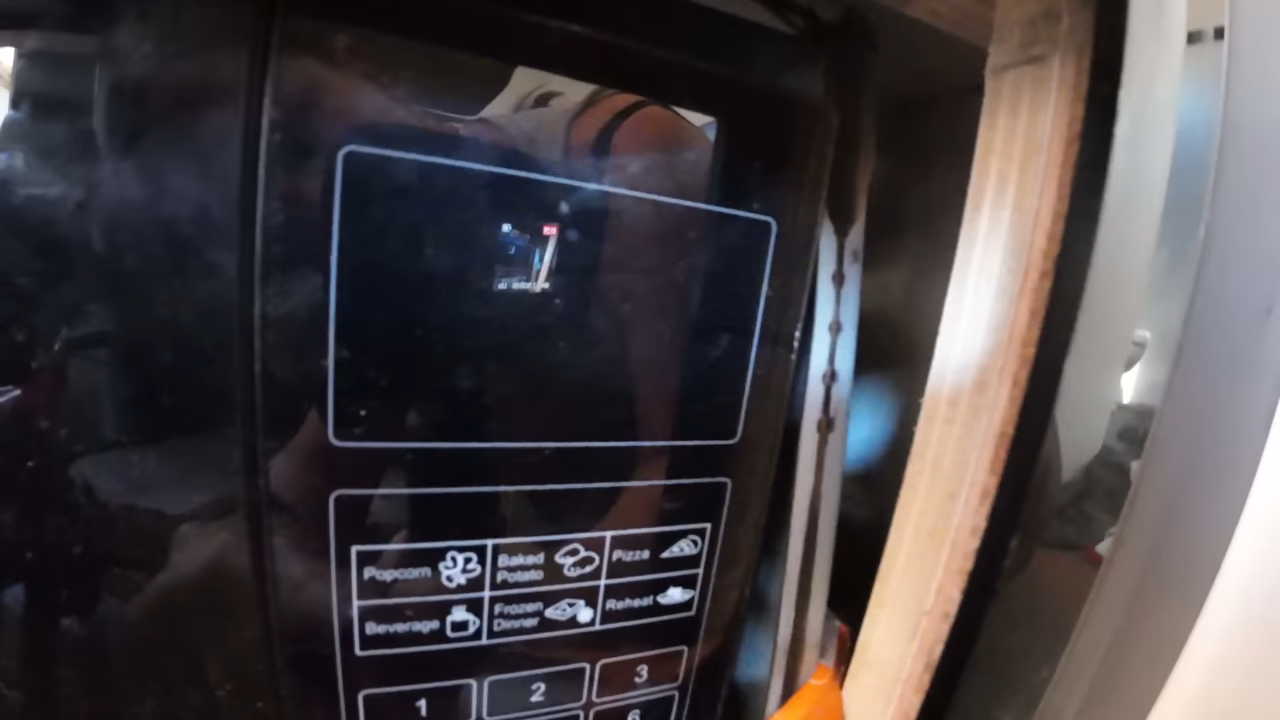 Popcorn
Baked
Potato
Pizza
Beverage
Frozen
Dinner
Reheat
1
2
3
6